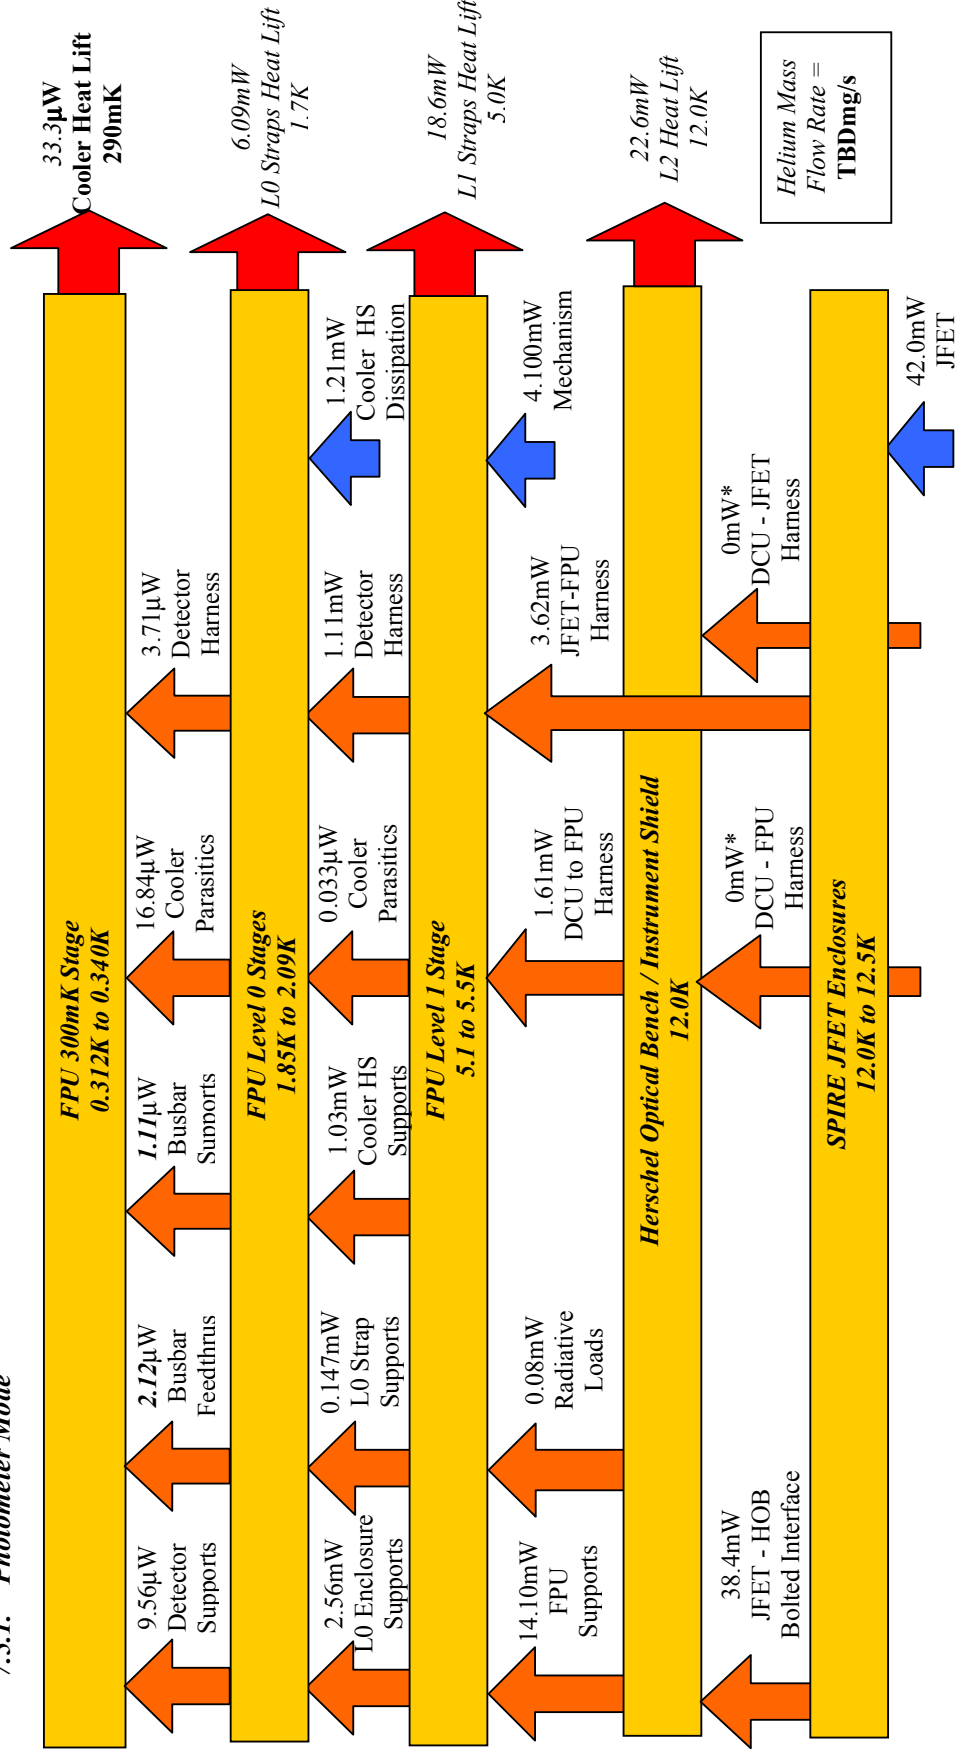 7.3.1. Photometer Mode
33.3µW
Cooler Heat Lift
290mK
FPU 300mK Stage
0.312K to 0.340K
9.56µW
Detector
Supports
2.12µW
Busbar
Feedthrus
1.11µW
Busbar
Supports
16.84µW
Cooler
Parasitics
3.71µW
Detector
Harness
6.09mW
L0 Straps Heat Lift
1.7K
FPU Level 0 Stages
1.85K to 2.09K
2.56mW
L0 Enclosure
Supports
0.147mW
L0 Strap
Supports
1.03mW
Cooler HS
Supports
0.033µW
Cooler
Parasitics
1.11mW
Detector
Harness
1.21mW
Cooler HS
Dissipation
18.6mW
L1 Straps Heat Lift
5.0K
FPU Level 1 Stage
5.1 to 5.5K
14.10mW
FPU
Supports
0.08mW
Radiative
Loads
1.61mW
DCU to FPU
Harness
3.62mW
JFET-FPU
Harness
4.100mW
Mechanism
22.6mW
L2 Heat Lift
12.0K
Herschel Optical Bench / Instrument Shield
12.0K
38.4mW
JFET - HOB
Bolted Interface
0mW*
DCU - FPU
Harness
0mW*
DCU - JFET
Harness
Helium Mass
Flow Rate =
TBDmg/s
SPIRE JFET Enclosures
12.0K to 12.5K
42.0mW
JFET